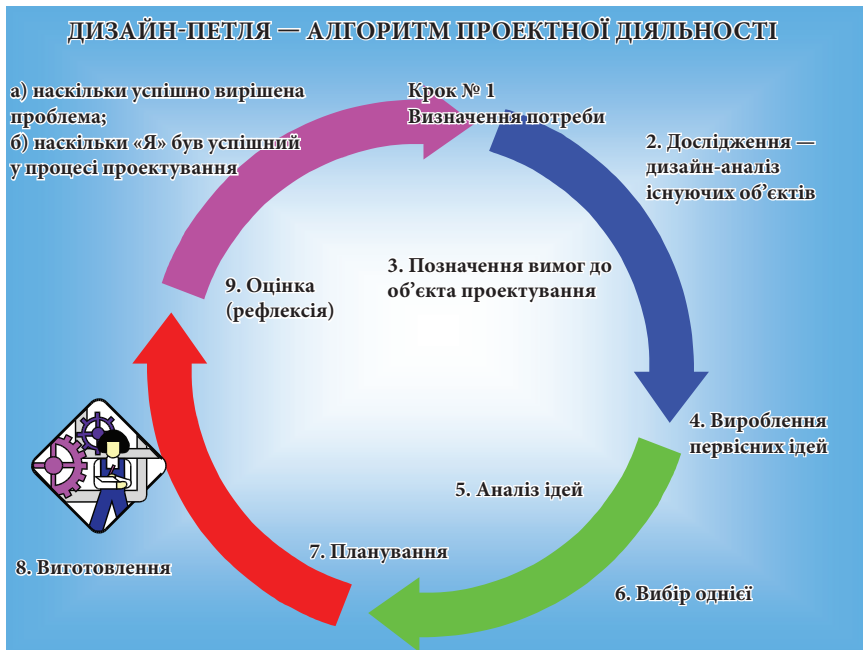 ДИЗАЙН-ПЕТЛЯ — АЛГОРИТМ ПРОЕКТНОЇ ДІЯЛЬНОСТІ
Крок № 1
Визначення потреби
2. Дослідження —
дизайн-аналіз
існуючих об’єктів
3. Позначення вимог до
об’єкта проектування
4. Вироблення
первісних ідей
5. Аналіз ідей
6. Вибір однієї
7. Планування
8. Виготовлення
9. Оцінка
(рефлексія)
а) наскільки успішно вирішена
проблема;
б) наскільки «Я» був успішний
у процесі проектування